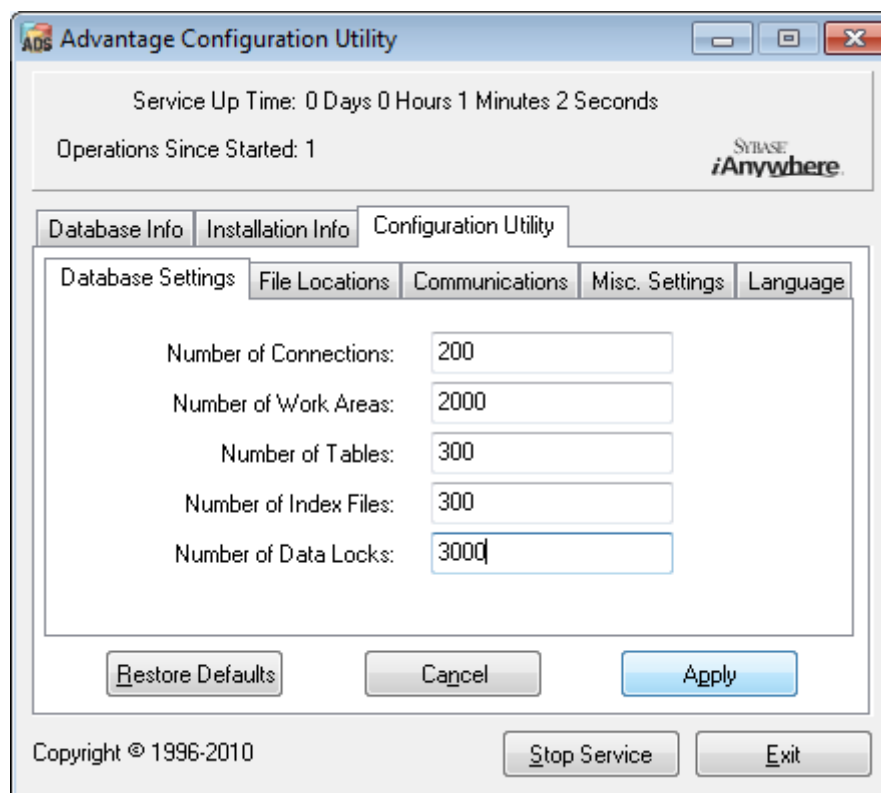 ADS Advantage Configuration Utility
Service Up Time: 0 Days 0 Hours 1 Minutes 2 Seconds
Operations Since Started: 1
SYBASE
iAnywhere.
Database Info Installation Info Configuration Utility
Database Settings File Locations Communications Misc. Settings Language
Number of Connections: 200
Number of Work Areas: 2000
Number of Tables: 300
Number of Index Files: 300
Number of Data Locks: 3000
Restore Defaults Cancel Apply
Copyright © 1996-2010 Stop Service Exit